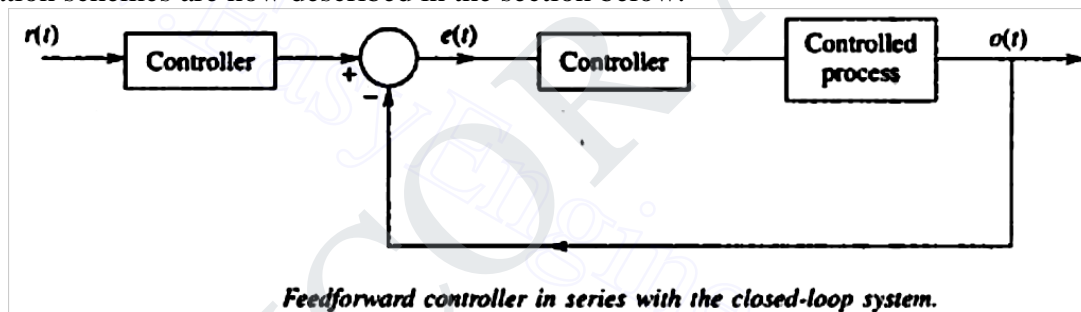 ation schemes are now described in the section below.
r(t)
Controller
+
−
e(t)
Controller
Controlled
process
o(t)
Feedforward controller in series with the closed-loop system.